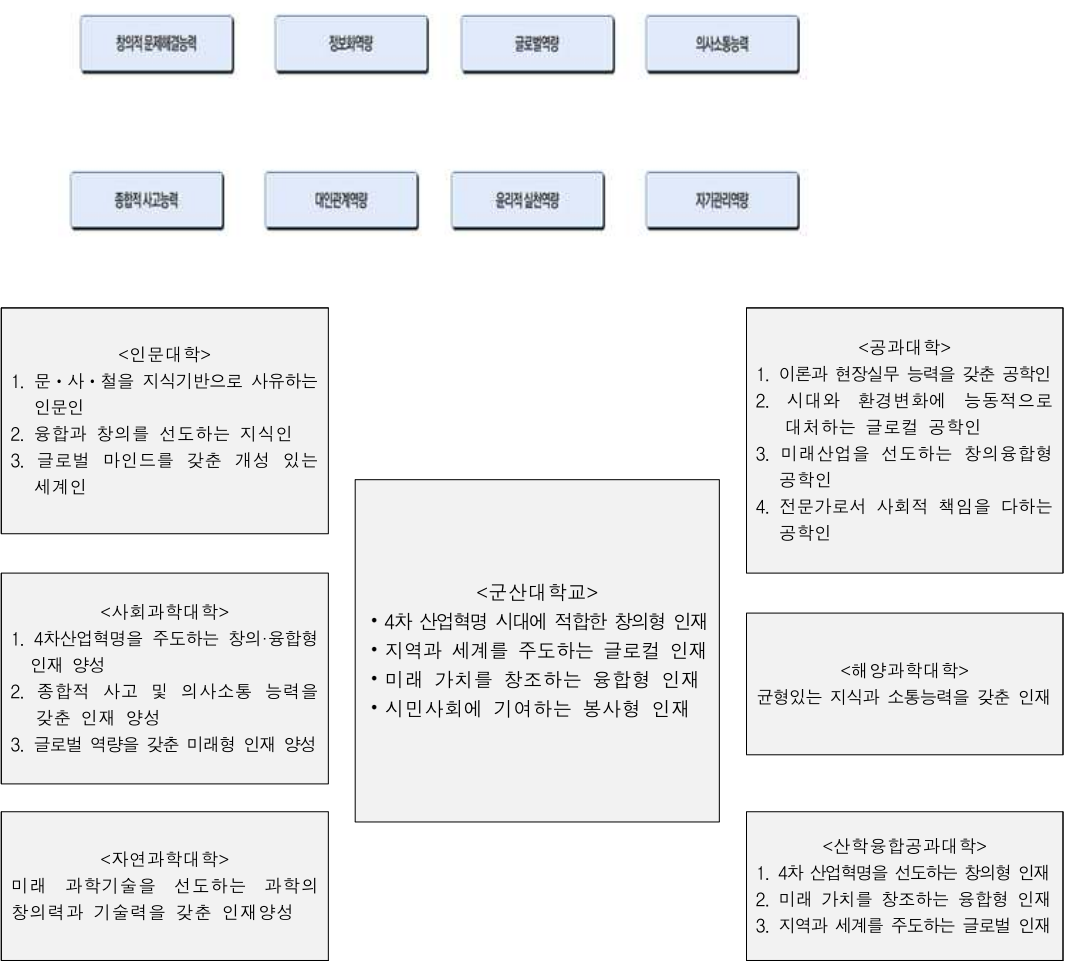 창의적 문제해결능력
정보화역량
글로벌역량
의사소통능력
종합적 사고능력
대인관계역량
윤리적 실천역량
자기관리역량
<인문대학>
1. 문・사・철을 지식기반으로 사유하는
인문인
2. 융합과 창의를 선도하는 지식인
3. 글로벌 마인드를 갖춘 개성 있는
세계인
<사회과학대학>
1. 4차산업혁명을 주도하는 창의·융합형
인재 양성
2. 종합적 사고 및 의사소통 능력을
갖춘 인재 양성
3. 글로벌 역량을 갖춘 미래형 인재 양성
<자연과학대학>
미래 과학기술을 선도하는 과학의
창의력과 기술력을 갖춘 인재양성
<군산대학교>
• 4차 산업혁명 시대에 적합한 창의형 인재
• 지역과 세계를 주도하는 글로컬 인재
• 미래 가치를 창조하는 융합형 인재
• 시민사회에 기여하는 봉사형 인재
<공과대학>
1. 이론과 현장실무 능력을 갖춘 공학인
2. 시대와 환경변화에 능동적으로
대처하는 글로컬 공학인
3. 미래산업을 선도하는 창의융합형
공학인
4. 전문가로서 사회적 책임을 다하는
공학인
<해양과학대학>
균형있는 지식과 소통능력을 갖춘 인재
<산학융합공과대학>
1. 4차 산업혁명을 선도하는 창의형 인재
2. 미래 가치를 창조하는 융합형 인재
3. 지역과 세계를 주도하는 글로벌 인재